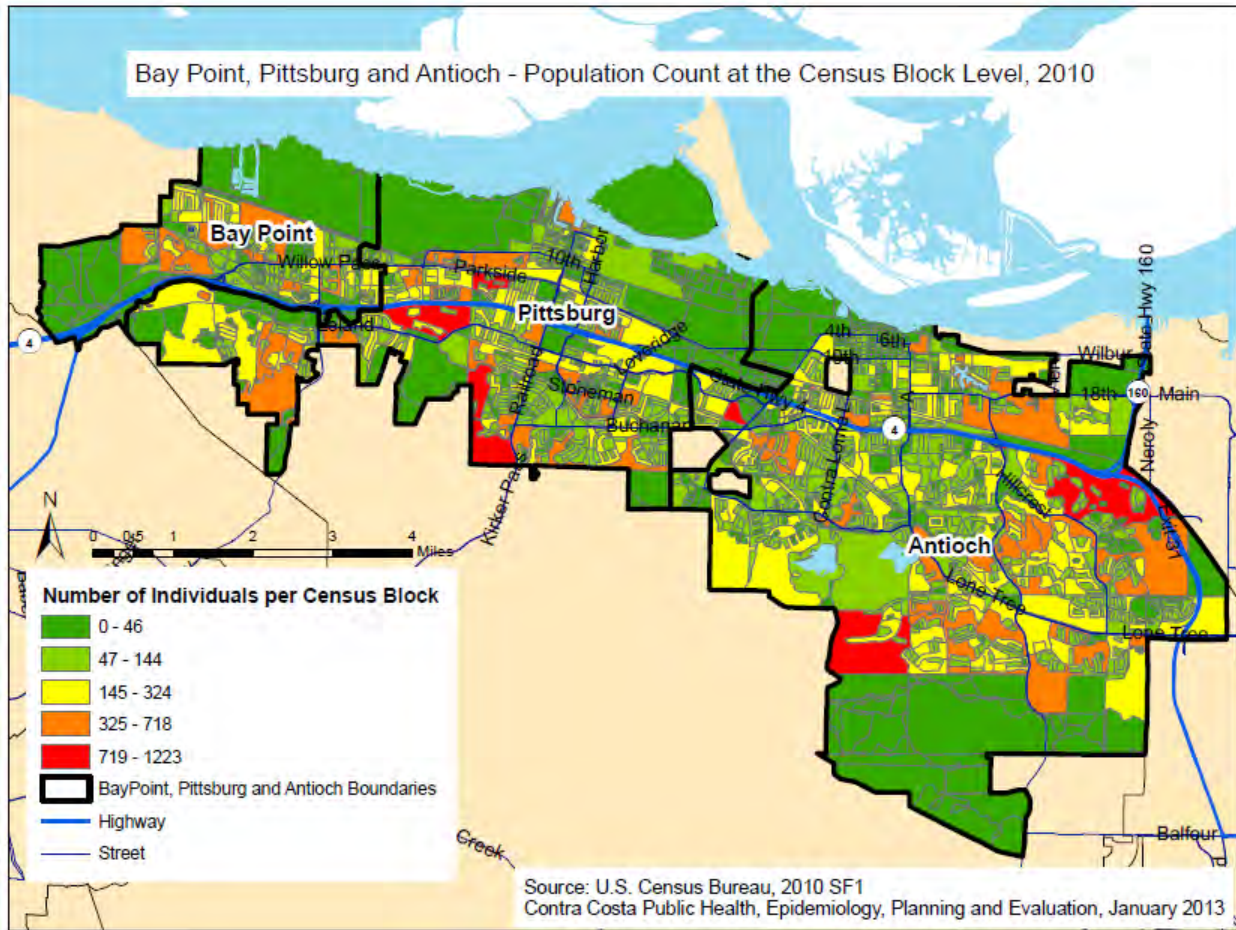 Bay Point, Pittsburg and Antioch - Population Count at the Census Block Level, 2010
Bay Point
Willow Pass
Parkside
10th
Harbor
Pittsburg
Leland
Loveridge
Railroad
Stoneman
Buchanan
State Hwy 4
4th
6th
10th
A
Wilbur
18th
Main
160
State Hwy 160
Neroly
4
4
Contra Loma
Hillcrest
Exit 31
Antioch
Lone Tree
Lone Tree
Kirker Pass
N
0 0.5 1 2 3 4
Miles
Number of Individuals per Census Block
0 - 46
47 - 144
145 - 324
325 - 718
719 - 1223
BayPoint, Pittsburg and Antioch Boundaries
Highway
Street
Creek
Balfour
Source: U.S. Census Bureau, 2010 SF1
Contra Costa Public Health, Epidemiology, Planning and Evaluation, January 2013